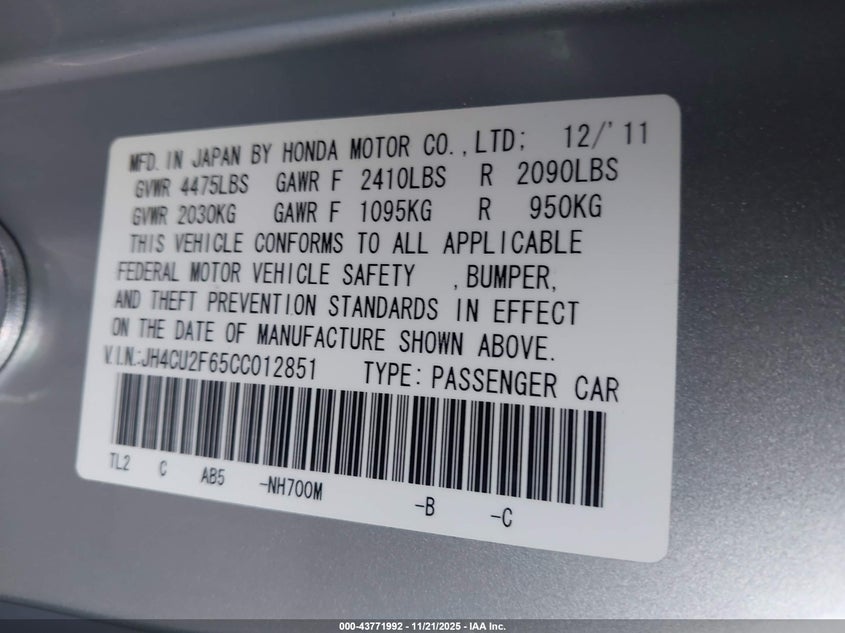 MFD. IN JAPAN BY HONDA MOTOR CO., LTD; 12/'11
GVWR 4475LBS GAWR F 2410LBS R 2090LBS
GVWR 2030KG GAWR F 1095KG R 950KG
THIS VEHICLE CONFORMS TO ALL APPLICABLE
FEDERAL MOTOR VEHICLE SAFETY ,BUMPER,
AND THEFT PREVENTION STANDARDS IN EFFECT
ON THE DATE OF MANUFACTURE SHOWN ABOVE.
V.I.N.:JH4CU2F65CC012851 TYPE: PASSENGER CAR
TL2 C AB5 -NH700M -B -C
000-43771992 - 11/21/2025 - IAA Inc.